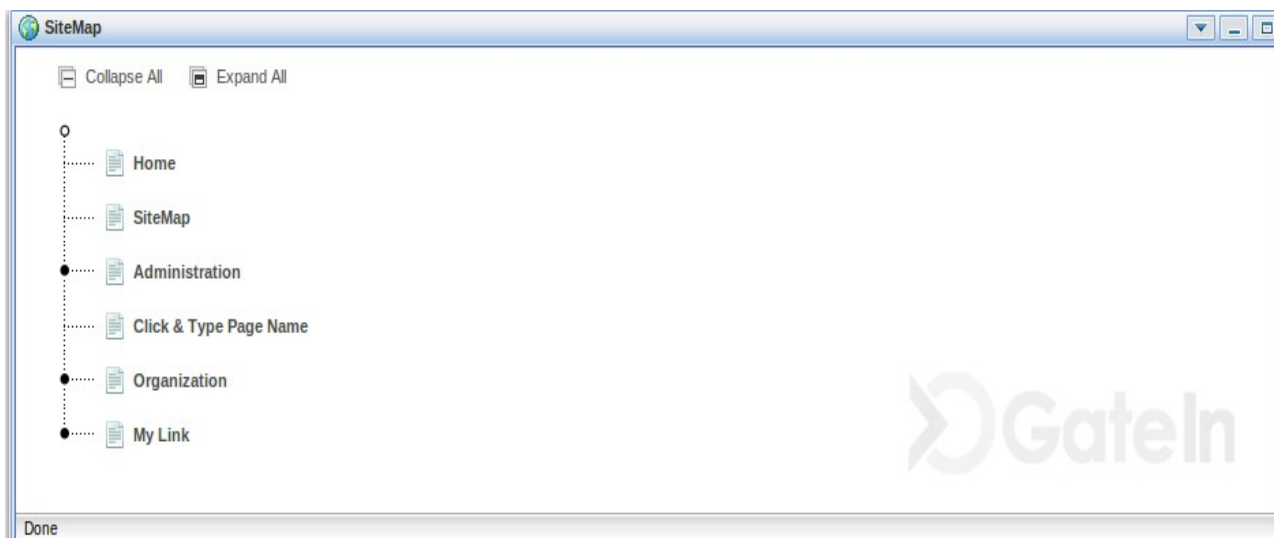 SiteMap
Collapse All Expand All
Home
SiteMap
Administration
Click & Type Page Name
Organization
My Link
GateIn
Done